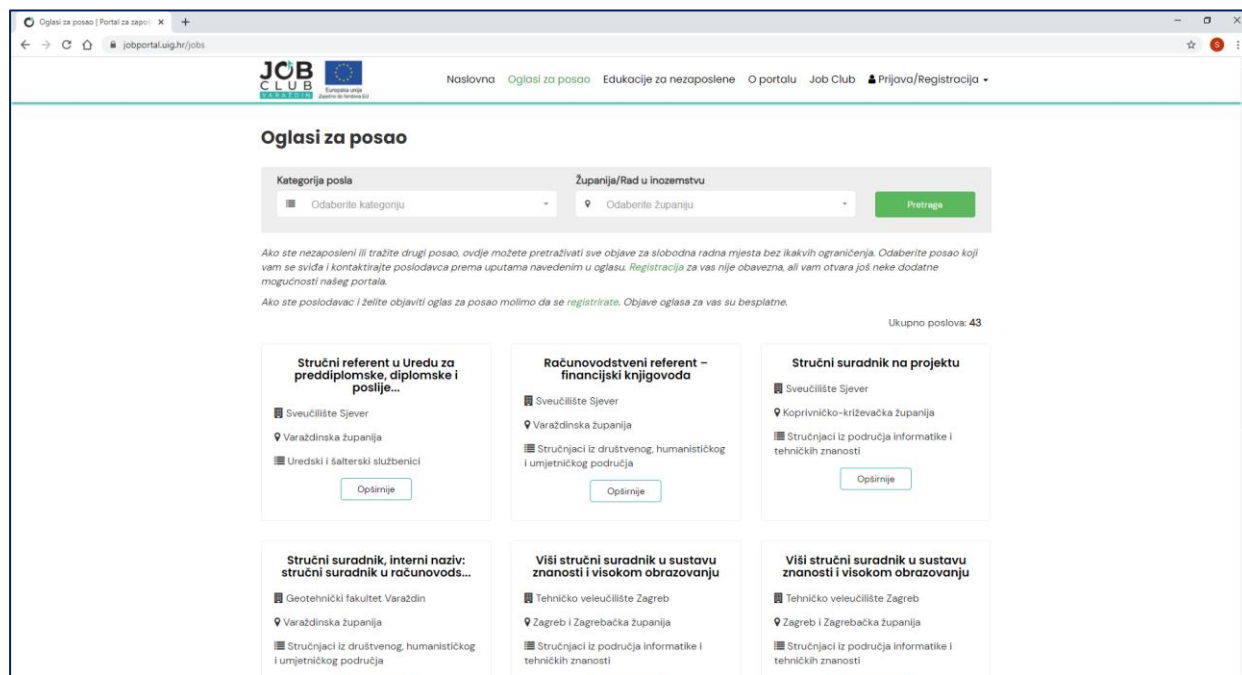 Oglasi za posao | Portal za zapo
jobportal.uig.hr/jobs
S
JOB
CLUB
VARAŽDIN
Europska unija
Zajedno do fondova EU
Naslovna Oglasi za posao Edukacije za nezaposlene O portalu Job Club Prijava/Registracija
Oglasi za posao
Kategorija posla Županija/Rad u inozemstvu
Odaberite kategoriju Odaberite županiju Pretraga
Ako ste nezaposleni ili tražite drugi posao, ovdje možete pretraživati sve objave za slobodna radna mjesta bez ikakvih ograničenja. Odaberite posao koji
vam se sviđa i kontaktirajte poslodavca prema uputama navedenim u oglasu. Registracija za vas nije obavezna, ali vam otvara još neke dodatne
mogućnosti našeg portala.
Ako ste poslodavac i želite objaviti oglas za posao molimo da se registrirate. Objave oglasa za vas su besplatne.
Ukupno poslova: 43
Stručni referent u Uredu za
preddiplomske, diplomske i
poslije...
Sveučilište Sjever
Varaždinska županija
Uredski i šalterski službenici
Opširnije
Računovodstveni referent –
financijski knjigovođa
Sveučilište Sjever
Varaždinska županija
Stručnjaci iz društvenog, humanističkog
i umjetničkog područja
Opširnije
Stručni suradnik na projektu
Sveučilište Sjever
Koprivničko-križevačka županija
Stručnjaci iz područja informatike i
tehničkih znanosti
Opširnije
Stručni suradnik, interni naziv:
stručni suradnik u računovods...
Geotehnički fakultet Varaždin
Varaždinska županija
Stručnjaci iz društvenog, humanističkog
i umjetničkog područja
Viši stručni suradnik u sustavu
znanosti i visokom obrazovanju
Tehničko veleučilište Zagreb
Zagreb i Zagrebačka županija
Stručnjaci iz područja informatike i
tehničkih znanosti
Viši stručni suradnik u sustavu
znanosti i visokom obrazovanju
Tehničko veleučilište Zagreb
Zagreb i Zagrebačka županija
Stručnjaci iz područja informatike i
tehničkih znanosti